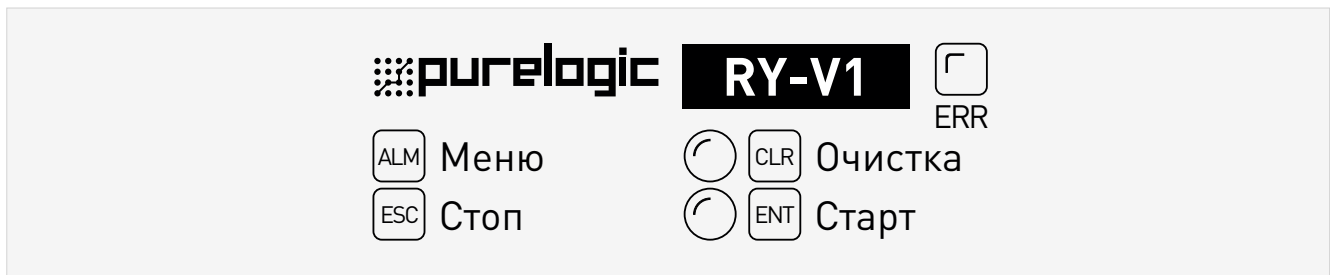 purelogic RY-V1
ERR
ALM Меню CLR Очистка
ESC Стоп ENT Старт